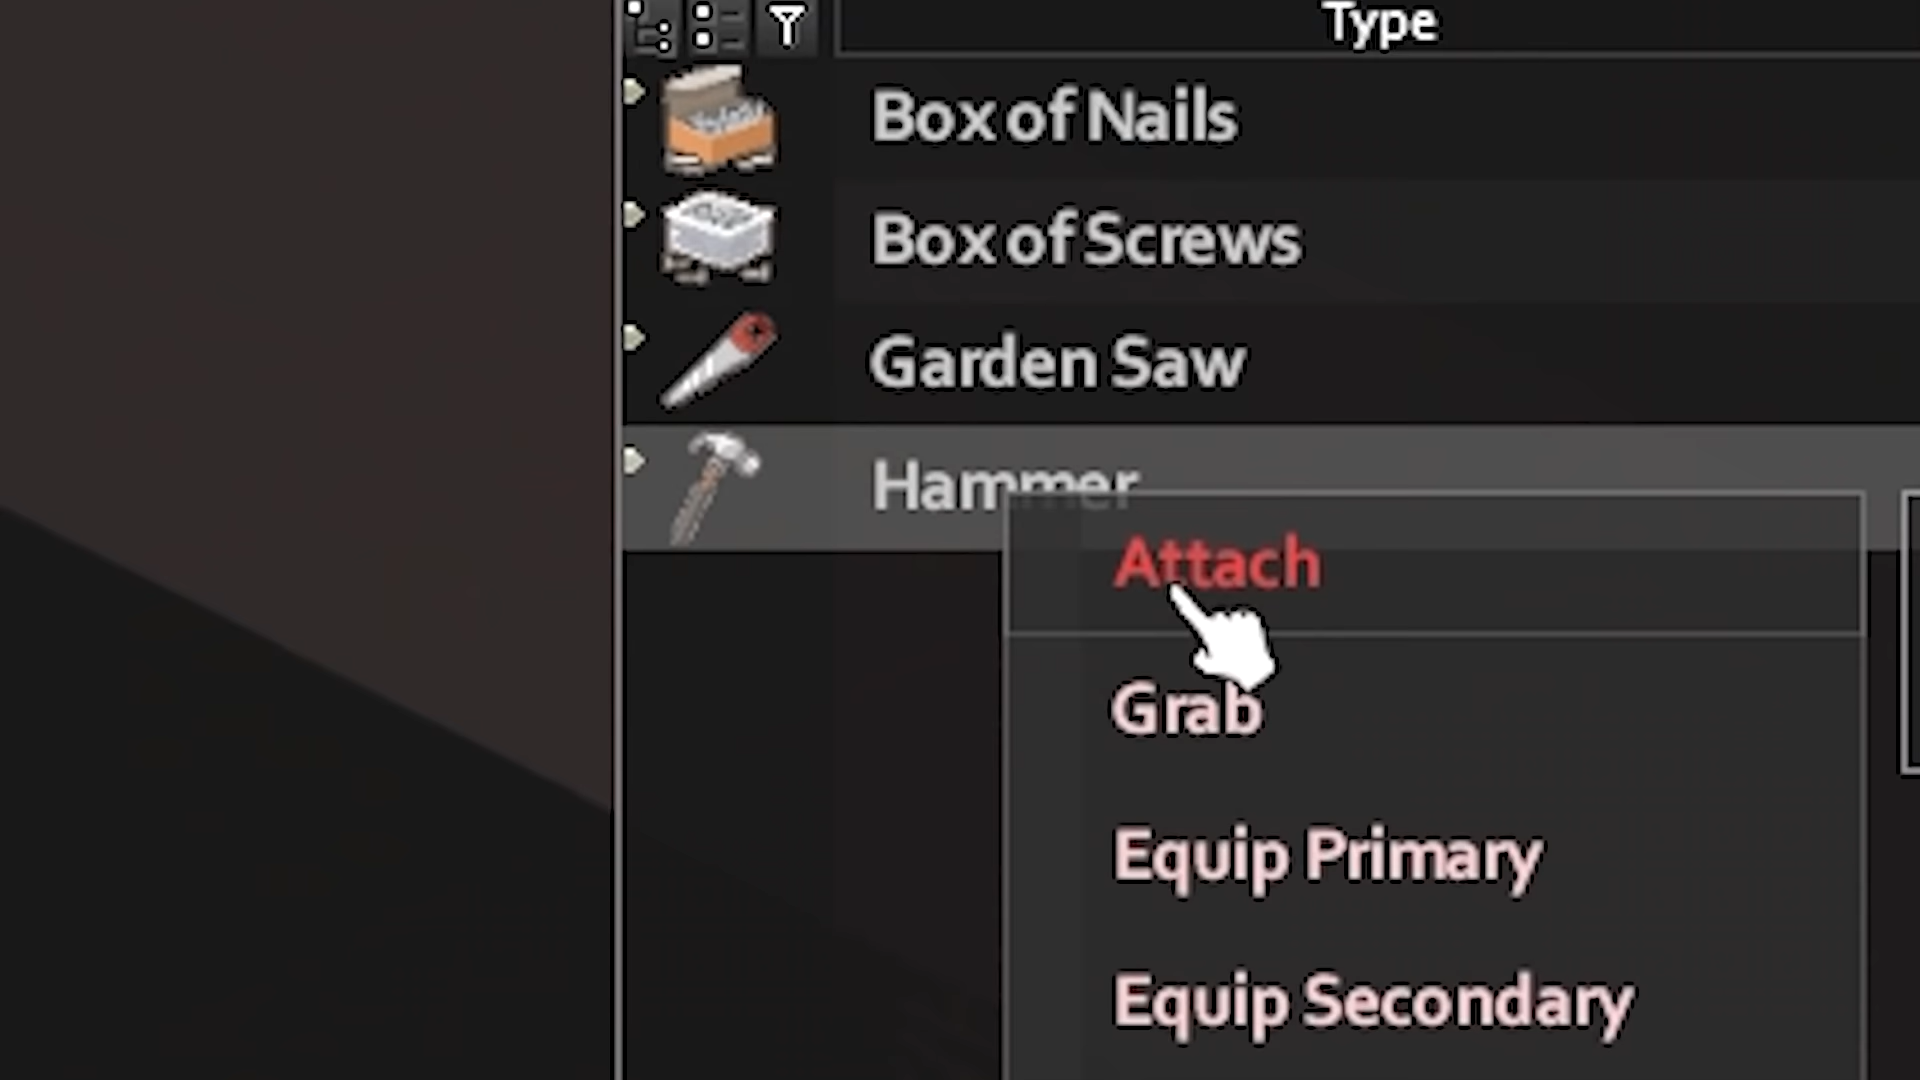 Type
Box of Nails
Box of Screws
Garden Saw
Hammer
Attach
Grab
Equip Primary
Equip Secondary